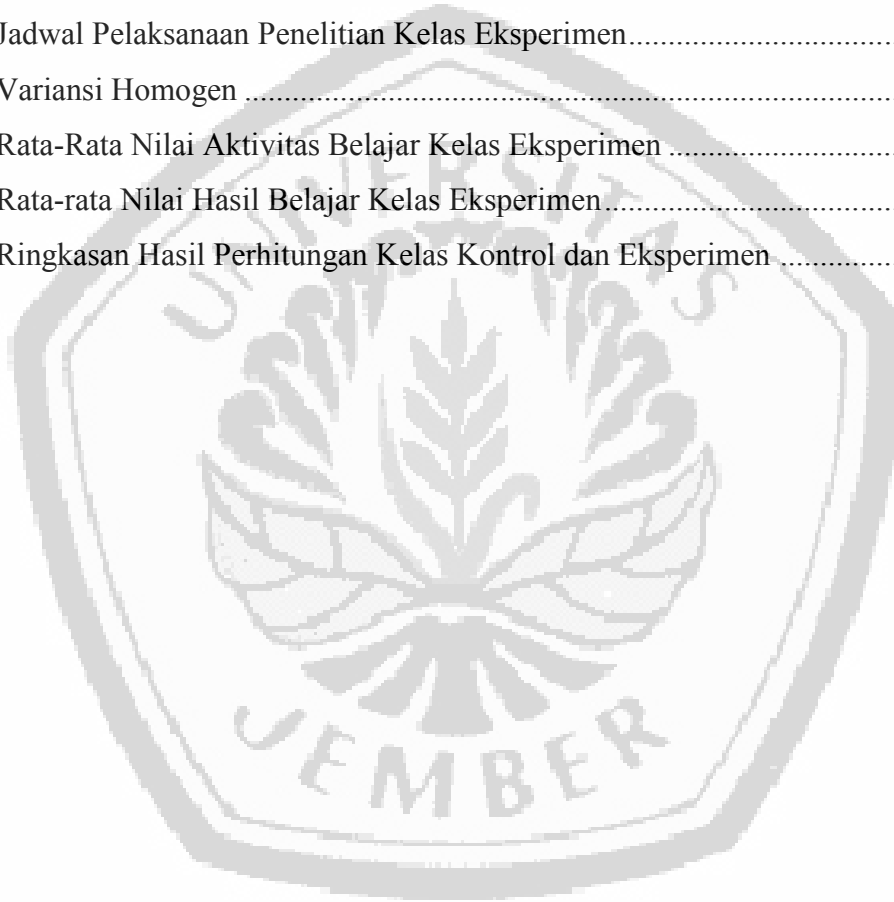 Jadwal Pelaksanaan Penelitian Kelas Eksperimen..................................
Variansi Homogen ...................................................................................
Rata-Rata Nilai Aktivitas Belajar Kelas Eksperimen .............................
Rata-rata Nilai Hasil Belajar Kelas Eksperimen.....................................
Ringkasan Hasil Perhitungan Kelas Kontrol dan Eksperimen ..............
UNIVERSITAS
JEMBER